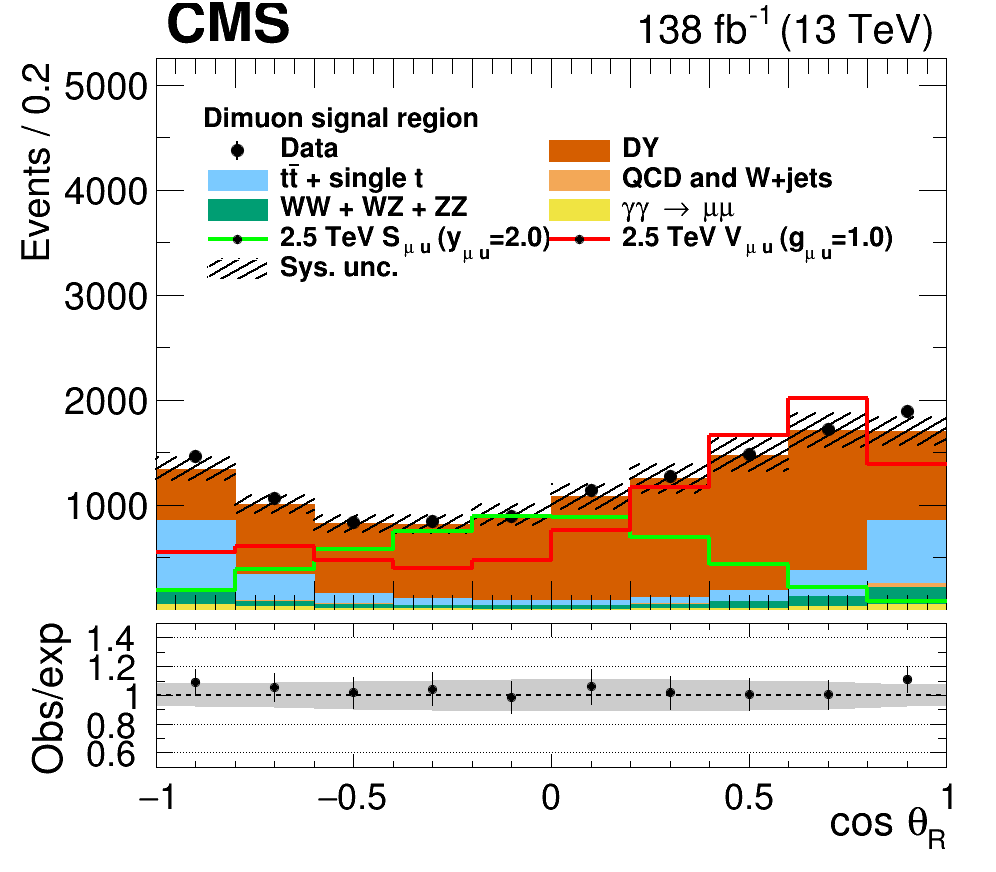 CMS 138 fb-1 (13 TeV)
Events / 0.2
5000
4000
3000
2000
1000
Dimuon signal region
Data DY
tt̄ + single t QCD and W+jets
WW + WZ + ZZ γγ → μμ
2.5 TeV Sμu (yμu=2.0) 2.5 TeV Vμu (gμu=1.0)
Sys. unc.
Obs/exp
1.4
1.2
1
0.8
0.6
−1 −0.5 0 0.5 1
cos θR